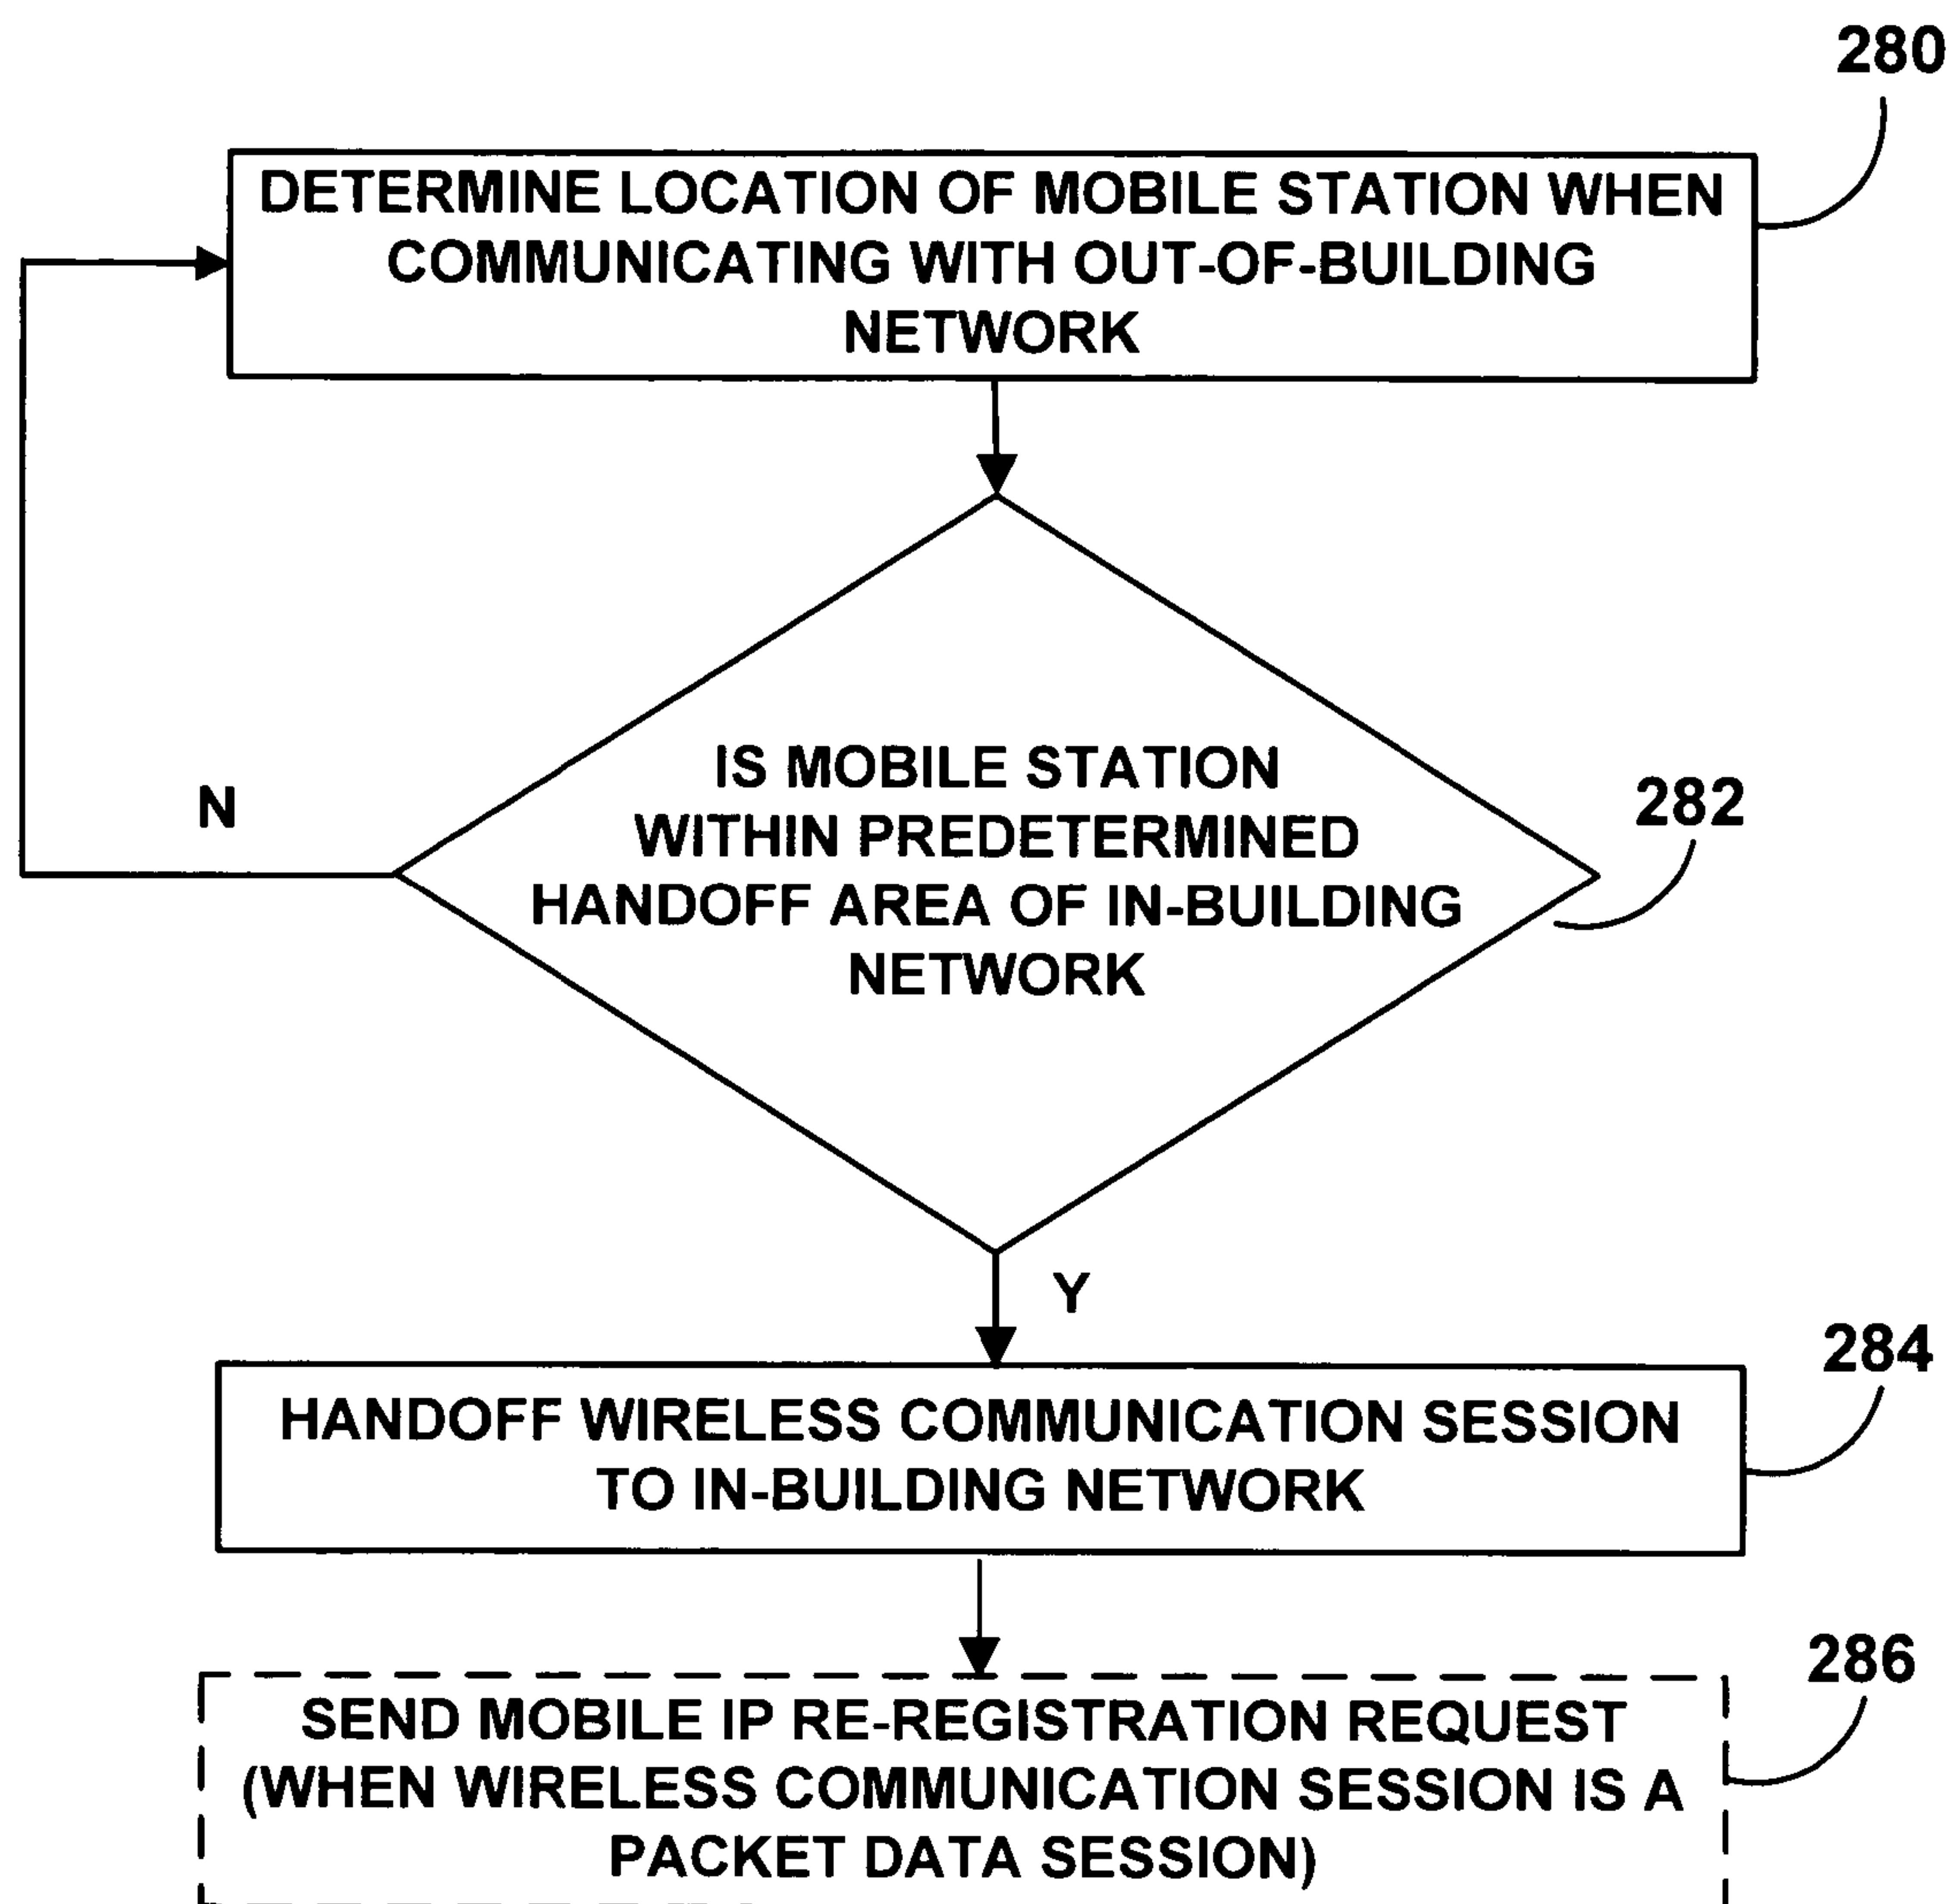 280
DETERMINE LOCATION OF MOBILE STATION WHEN
COMMUNICATING WITH OUT-OF-BUILDING
NETWORK
IS MOBILE STATION
WITHIN PREDETERMINED
HANDOFF AREA OF IN-BUILDING
NETWORK
N
282
Y
284
HANDOFF WIRELESS COMMUNICATION SESSION
TO IN-BUILDING NETWORK
286
SEND MOBILE IP RE-REGISTRATION REQUEST
(WHEN WIRELESS COMMUNICATION SESSION IS A
PACKET DATA SESSION)